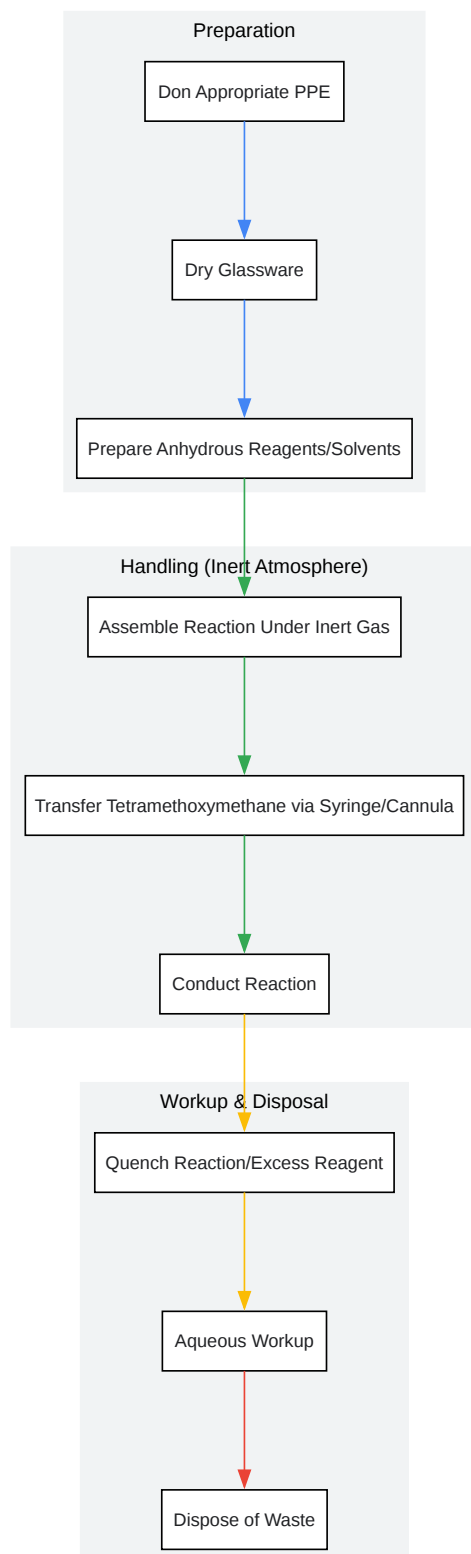 Preparation
Don Appropriate PPE
Dry Glassware
Prepare Anhydrous Reagents/Solvents
Handling (Inert Atmosphere)
Assemble Reaction Under Inert Gas
Transfer Tetramethoxymethane via Syringe/Cannula
Conduct Reaction
Workup & Disposal
Quench Reaction/Excess Reagent
Aqueous Workup
Dispose of Waste